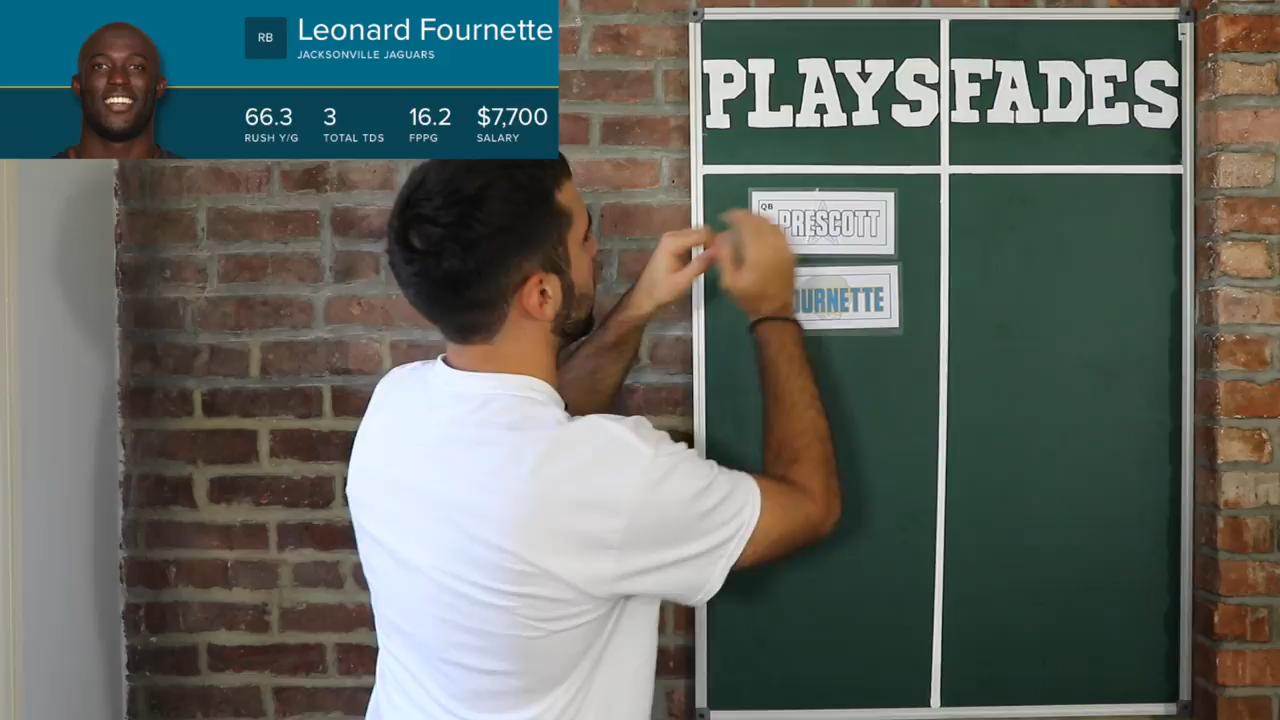 RB
Leonard Fournette
JACKSONVILLE JAGUARS
66.3 3 16.2 $7,700
RUSH Y/G TOTAL TDS FPPG SALARY
PLAYS FADES
QB
PRESCOTT
OURNETTE